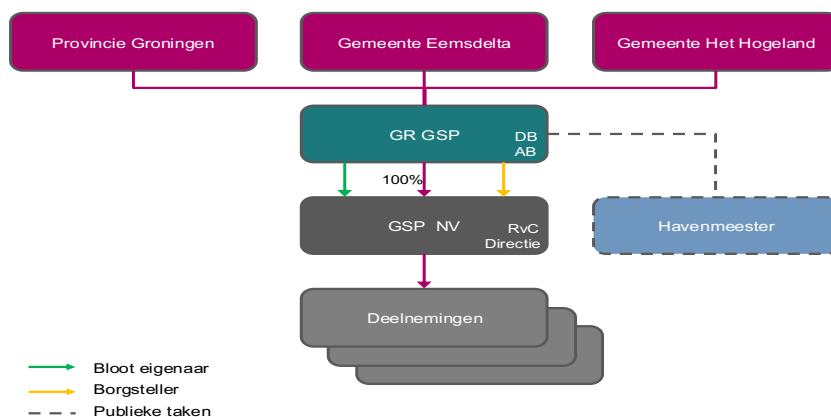 Provincie Groningen
Gemeente Eemsdelta
Gemeente Het Hogeland
GR GSP
DB
AB
100%
GSP NV
RvC
Directie
Havenmeester
Deelnemingen
Bloot eigenaar
Borgsteller
Publieke taken